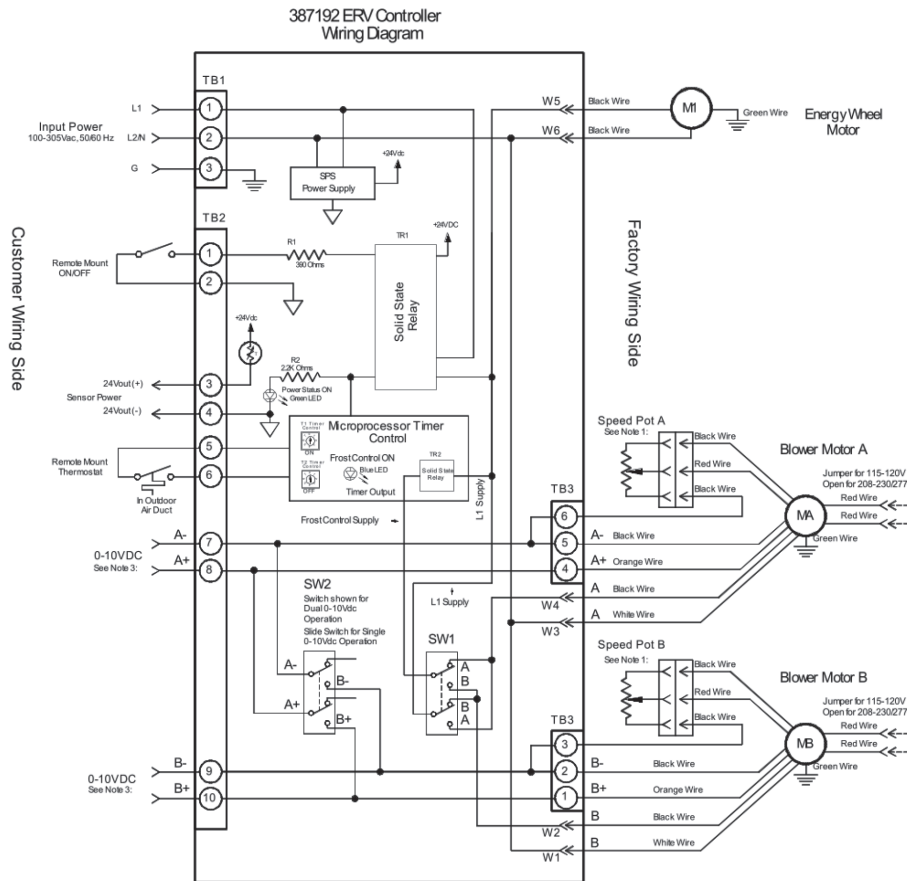 387192 ERV Controller
Wiring Diagram
TB1
L1
1
Input Power
100-305Vac, 50/60 Hz
L2/N
2
G
3
+24Vdc
SPS
Power Supply
W5
Black Wire
M1
Green Wire
Energy Wheel
Motor
W6
Black Wire
Customer Wiring Side
Factory Wiring Side
TB2
1
Remote Mount
ON/OFF
2
R1
390 Ohms
TR1
+24VDC
Solid State
Relay
+24Vdc
R2
2.2K Ohms
Power Status ON
Green LED
24Vout(+)
3
Sensor Power
24Vout(-)
4
5
Remote Mount
Thermostat
6
In Outdoor
Air Duct
T1 Timer
Control
ON
T2 Timer
Control
OFF
Microprocessor Timer
Control
Frost Control ON
Blue LED
Timer Output
TR2
Solid State
Relay
L1 Supply
Frost Control Supply
A-
7
0-10VDC
See Note 3:
A+
8
SW2
Switch shown for
Dual 0-10Vdc
Operation
Slide Switch for Single
0-10Vdc Operation
A-
B-
A+
B+
L1 Supply
SW1
A
B
B
A
B-
9
0-10VDC
See Note 3:
B+
10
Speed Pot A
See Note 1:
Black Wire
Red Wire
Black Wire
Blower Motor A
Jumper for 115-120V
Open for 208-230/277
Red Wire
Red Wire
MA
Green Wire
TB3
6
5
A-
Black Wire
4
A+
Orange Wire
W4
A
Black Wire
W3
A
White Wire
Speed Pot B
See Note 1:
Black Wire
Red Wire
Black Wire
Blower Motor B
Jumper for 115-120V
Open for 208-230/277
Red Wire
Red Wire
MB
Green Wire
TB3
3
2
B-
Black Wire
1
B+
Orange Wire
W2
B
Black Wire
W1
B
White Wire